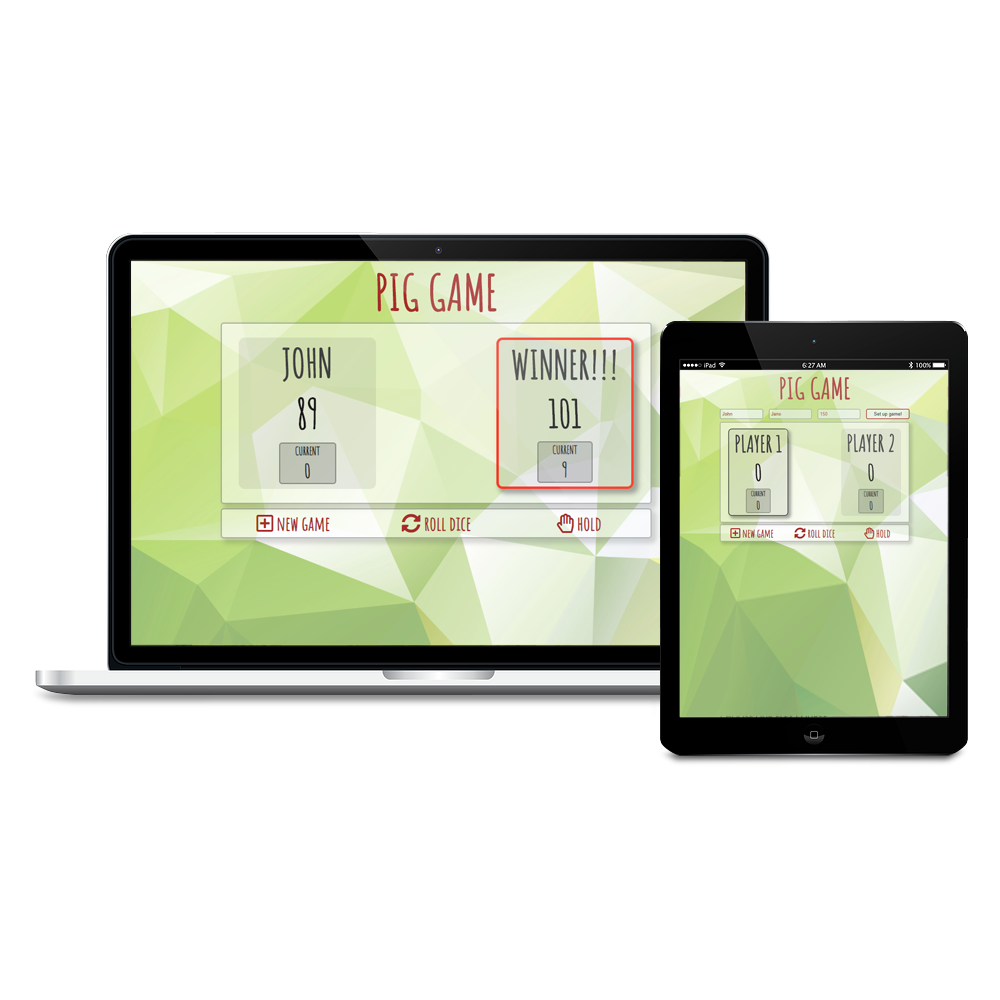 PIG GAME
JOHN
WINNER!!!
89
101
CURRENT
0
CURRENT
9
NEW GAME
ROLL DICE
HOLD
iPad
6:27 AM
100%
PIG GAME
John
Jane
150
Set up game!
PLAYER 1
PLAYER 2
0
0
CURRENT
0
CURRENT
0
NEW GAME
ROLL DICE
HOLD